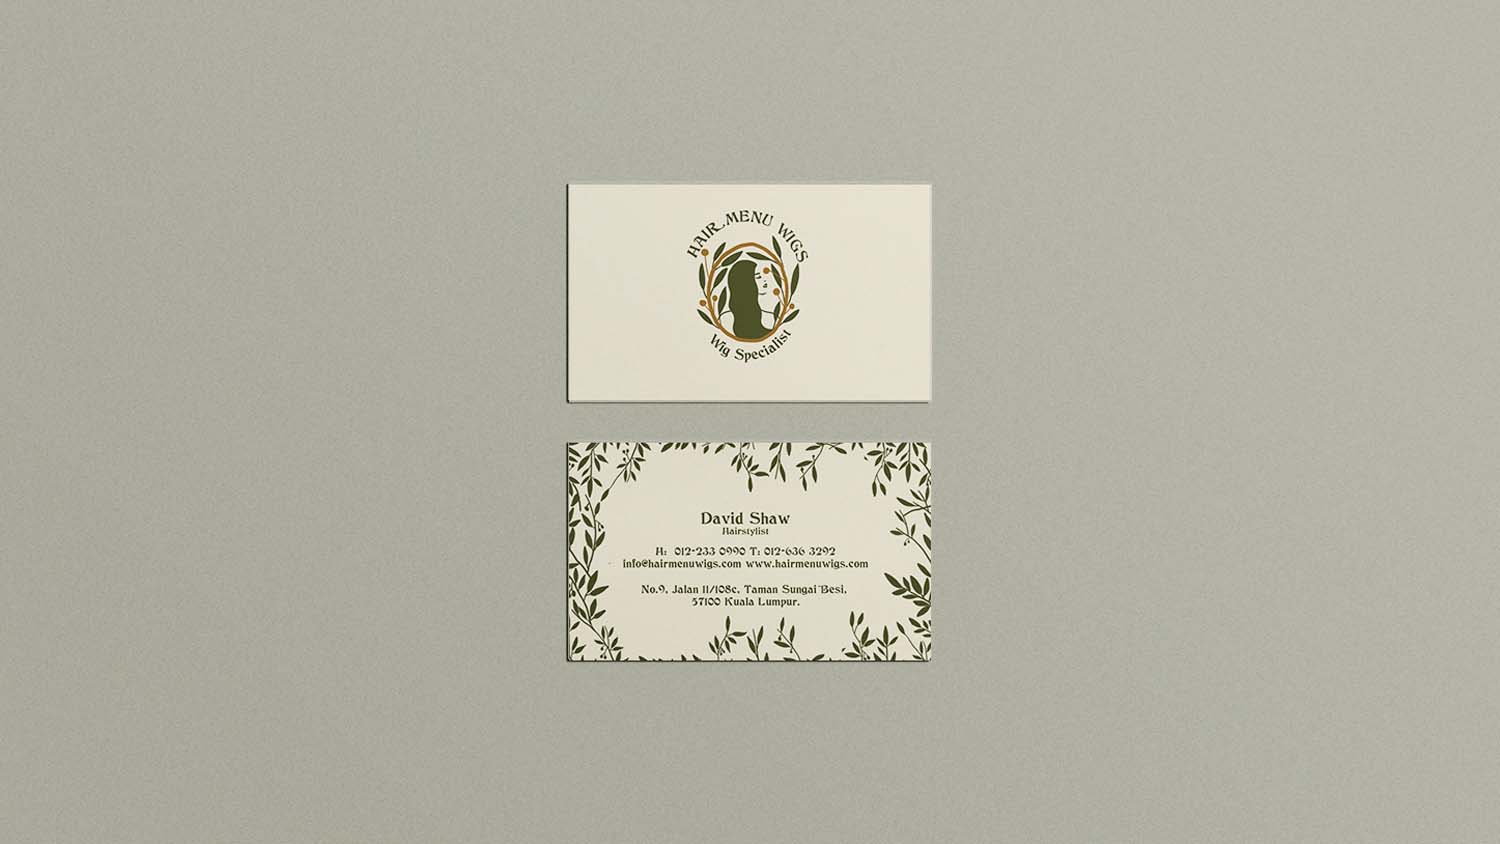 HAIR MENU WIGS
Wig Specialist
David Shaw
Hairstylist
H: 012-233 0990 T: 012-636 3292
info@hairmenuwigs.com www.hairmenuwigs.com
No.9, Jalan 11/108c, Taman Sungai Besi,
57100 Kuala Lumpur.